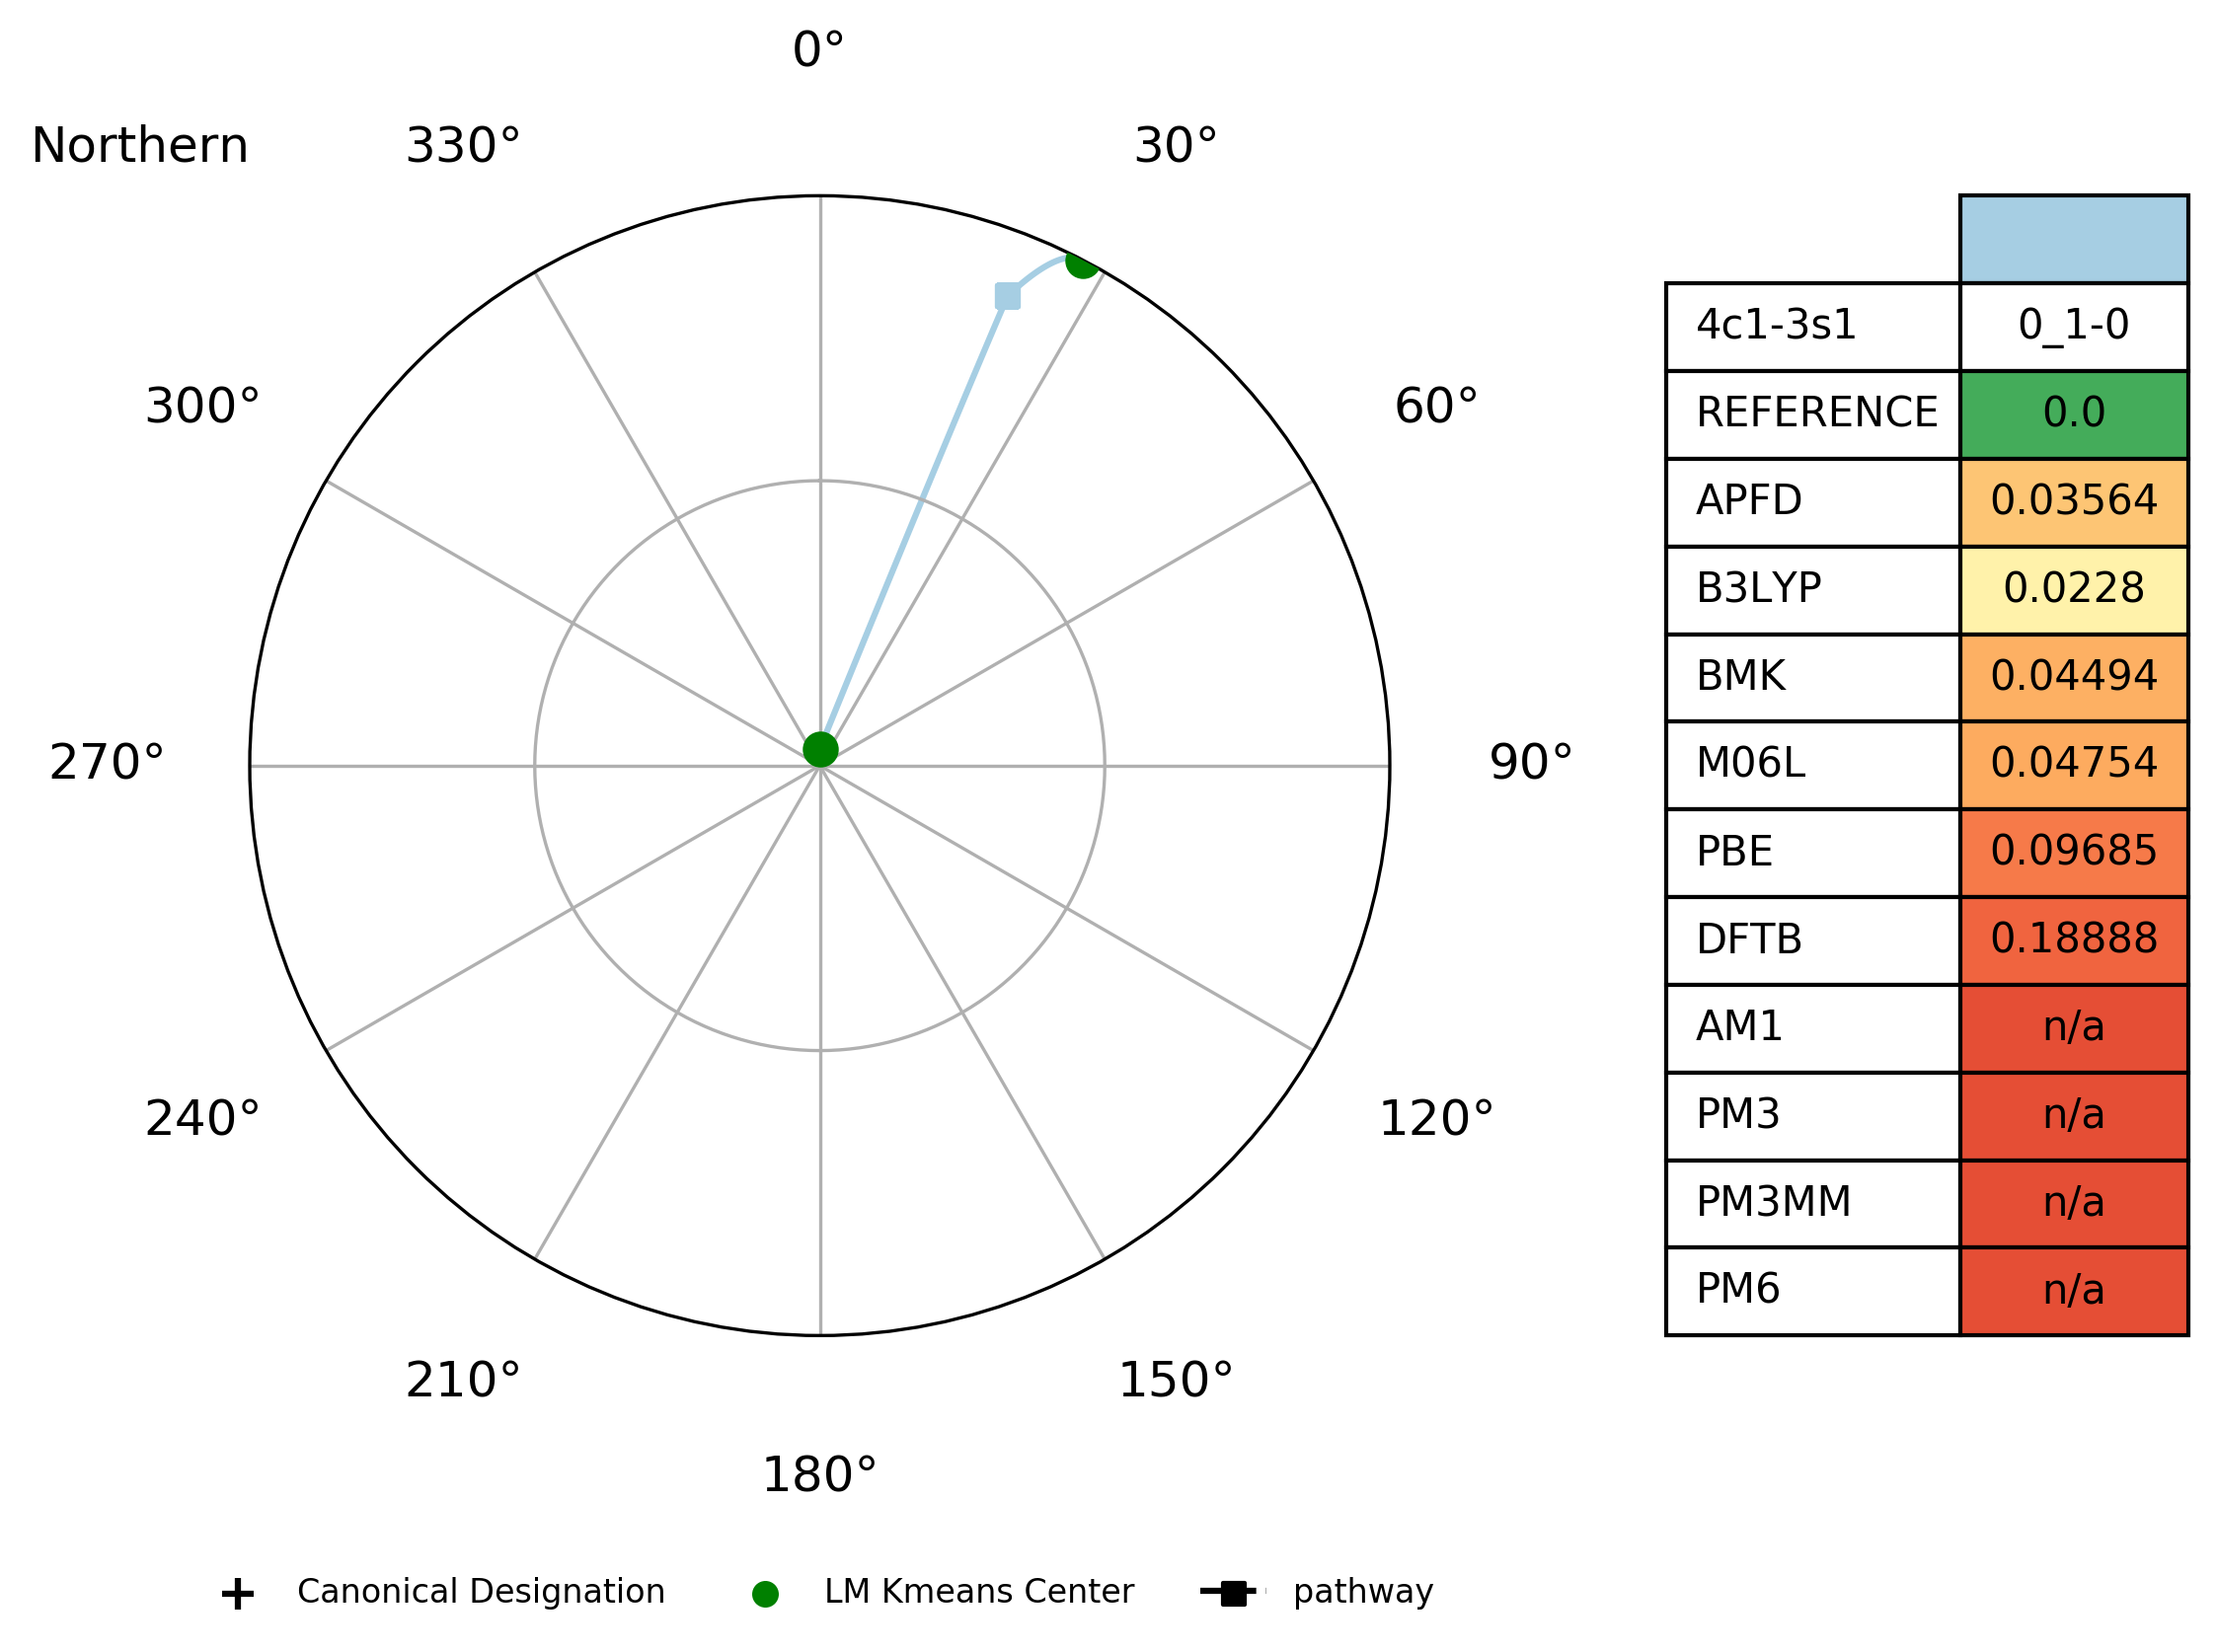 0°
Northern
330°
30°
300°
60°
270°
90°
240°
120°
210°
150°
180°
4c1-3s1 0_1-0
REFERENCE 0.0
APFD 0.03564
B3LYP 0.0228
BMK 0.04494
M06L 0.04754
PBE 0.09685
DFTB 0.18888
AM1 n/a
PM3 n/a
PM3MM n/a
PM6 n/a
Canonical Designation
LM Kmeans Center
pathway